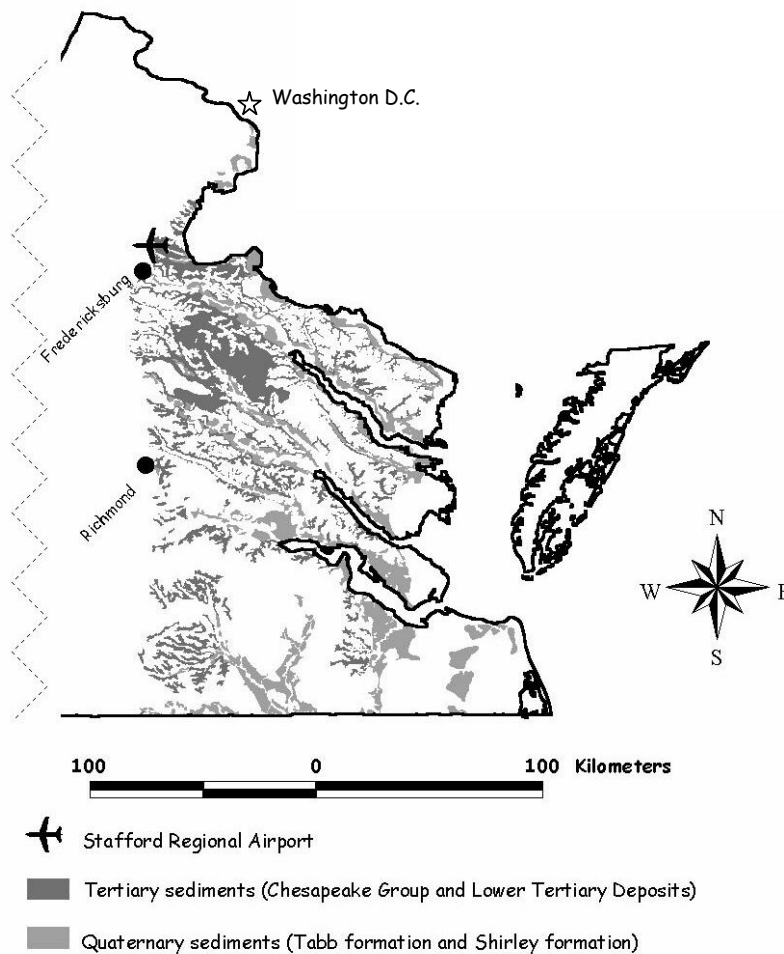 Washington D.C.
Fredericksburg
Richmond
N
W E
S
100 0 100 Kilometers
Stafford Regional Airport
Tertiary sediments (Chesapeake Group and Lower Tertiary Deposits)
Quaternary sediments (Tabb formation and Shirley formation)